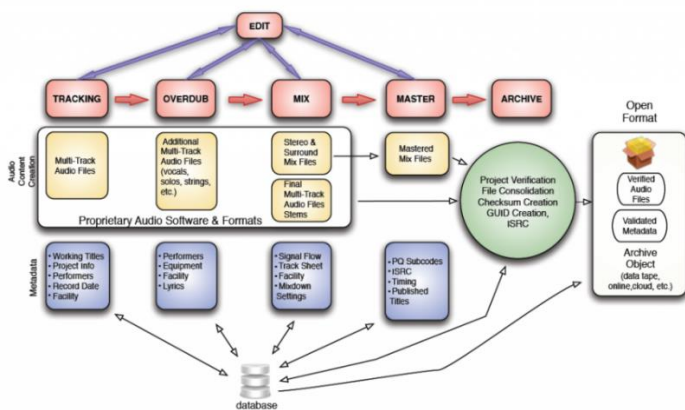 EDIT
TRACKING
OVERDUB
MIX
MASTER
ARCHIVE
Audio
Content
Creation
Multi-Track
Audio Files
Additional
Multi-Track
Audio Files
(vocals,
solos, strings,
etc.)
Stereo &
Surround
Mix Files
Final
Multi-Track
Audio Files
Stems
Mastered
Mix Files
Proprietary Audio Software & Formats
Project Verification
File Consolidation
Checksum Creation
GUID Creation,
ISRC
Open
Format
Verified
Audio
Files
Validated
Metadata
Archive
Object
(data tape,
online,cloud, etc.)
Metadata
• Working Titles
• Project Info
• Performers
• Record Date
• Facility
• Performers
• Equipment
• Facility
• Lyrics
• Signal Flow
• Track Sheet
• Facility
• Mixdown
Settings
• PQ Subcodes
• ISRC
• Timing
• Published
Titles
database